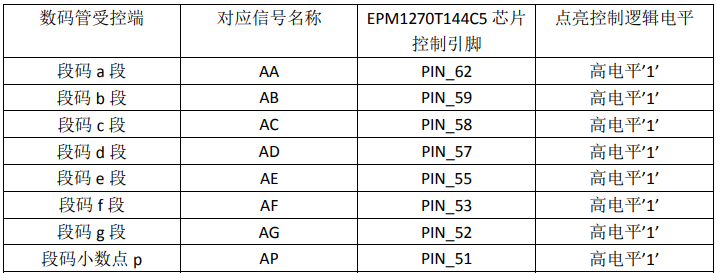 数码管受控端 对应信号名称 EPM1270T144C5 芯片控制引脚 点亮控制逻辑电平
段码 a 段 AA PIN_62 高电平’1’
段码 b 段 AB PIN_59 高电平’1’
段码 c 段 AC PIN_58 高电平’1’
段码 d 段 AD PIN_57 高电平’1’
段码 e 段 AE PIN_55 高电平’1’
段码 f 段 AF PIN_53 高电平’1’
段码 g 段 AG PIN_52 高电平’1’
段码小数点 p AP PIN_51 高电平’1’